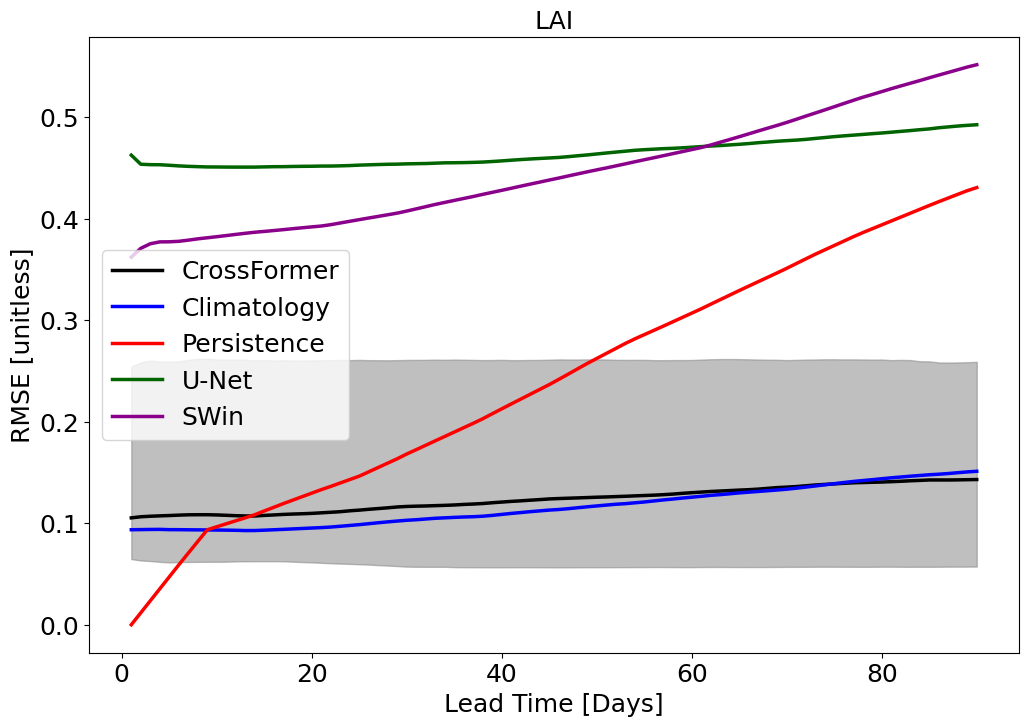 LAI
RMSE [unitless]
0.5
0.4
0.3
0.2
0.1
0.0
CrossFormer
Climatology
Persistence
U-Net
SWin
0 20 40 60 80
Lead Time [Days]